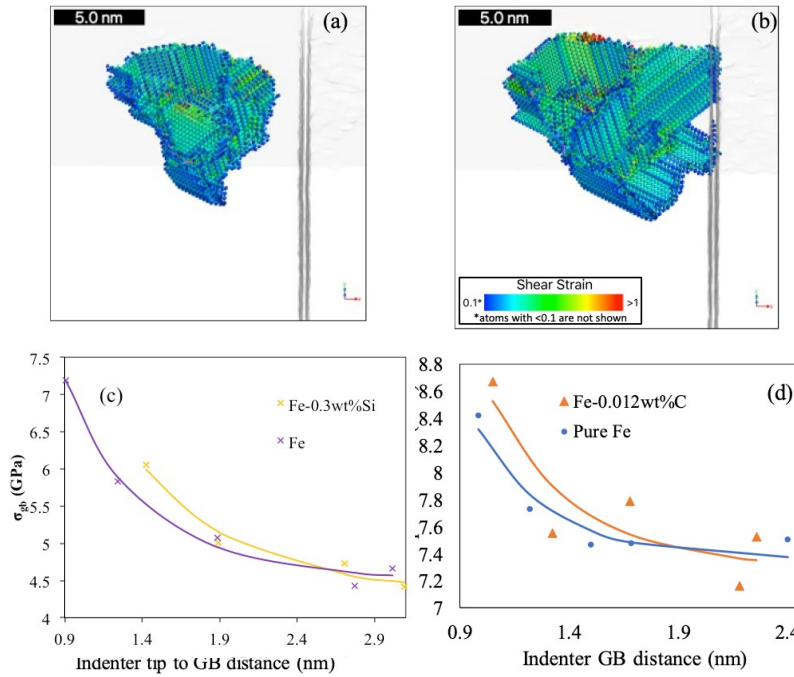 5.0 nm
(a)
5.0 nm
(b)
Shear Strain
0.1* >1
*atoms with <0.1 are not shown
(c)
Fe-0.3wt%Si
Fe
σgb (GPa)
7.5
7
6.5
6
5.5
5
4.5
4
0.9 1.4 1.9 2.4 2.9
Indenter tip to GB distance (nm)
(d)
Fe-0.012wt%C
Pure Fe
8.8
8.6
8.4
8.2
8
7.8
7.6
7.4
7.2
7
0.9 1.4 1.9 2.4
Indenter GB distance (nm)